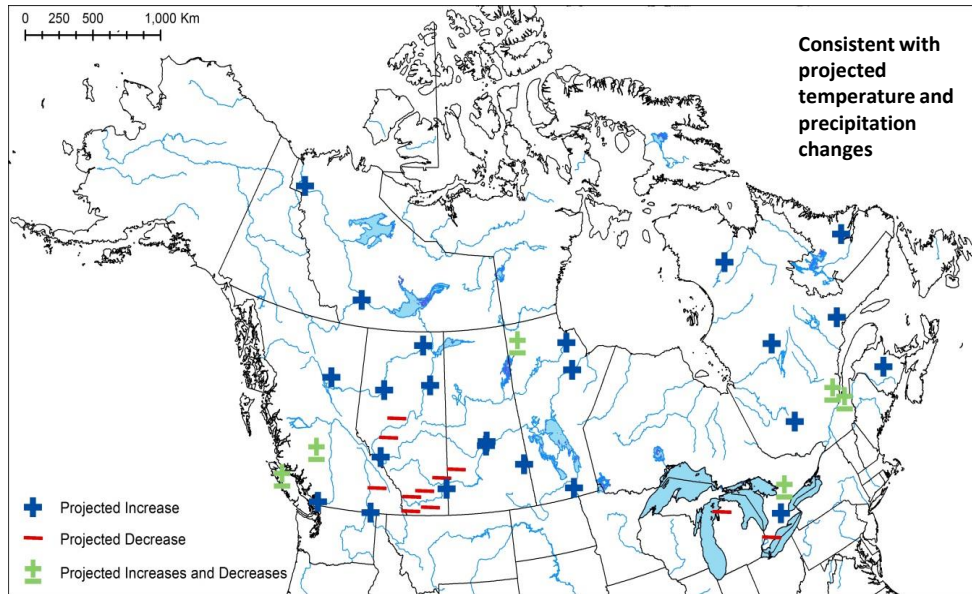 0 250 500 1,000 Km
Consistent with
projected
temperature and
precipitation
changes
Projected Increase
Projected Decrease
Projected Increases and Decreases